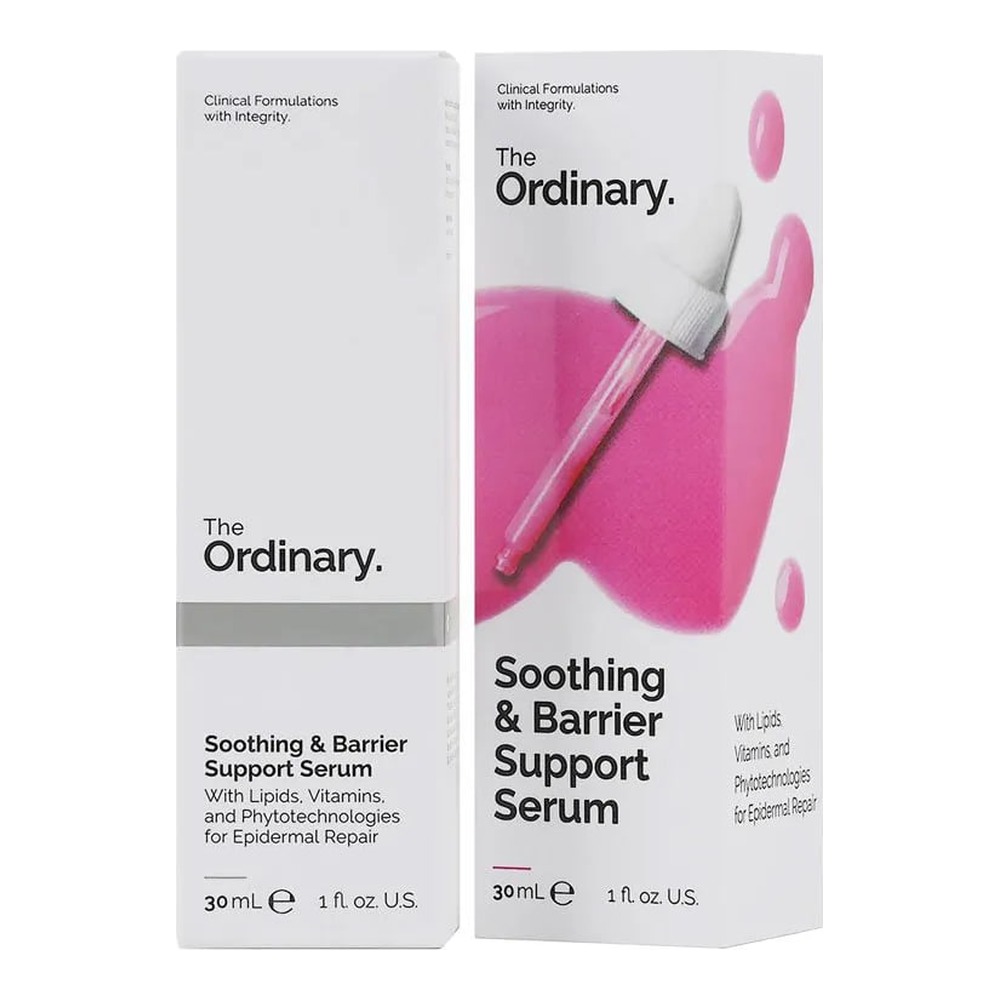 Clinical Formulations
with Integrity.
The
Ordinary.
Soothing & Barrier
Support Serum
With Lipids, Vitamins,
and Phytotechnologies
for Epidermal Repair
30 mL ℮ 1 fl. oz. U.S.
Clinical Formulations
with Integrity.
The
Ordinary.
Soothing
& Barrier
Support
Serum
30 mL ℮ 1 fl. oz. U.S.
With Lipids,
Vitamins, and
Phytotechnologies
for Epidermal Repair